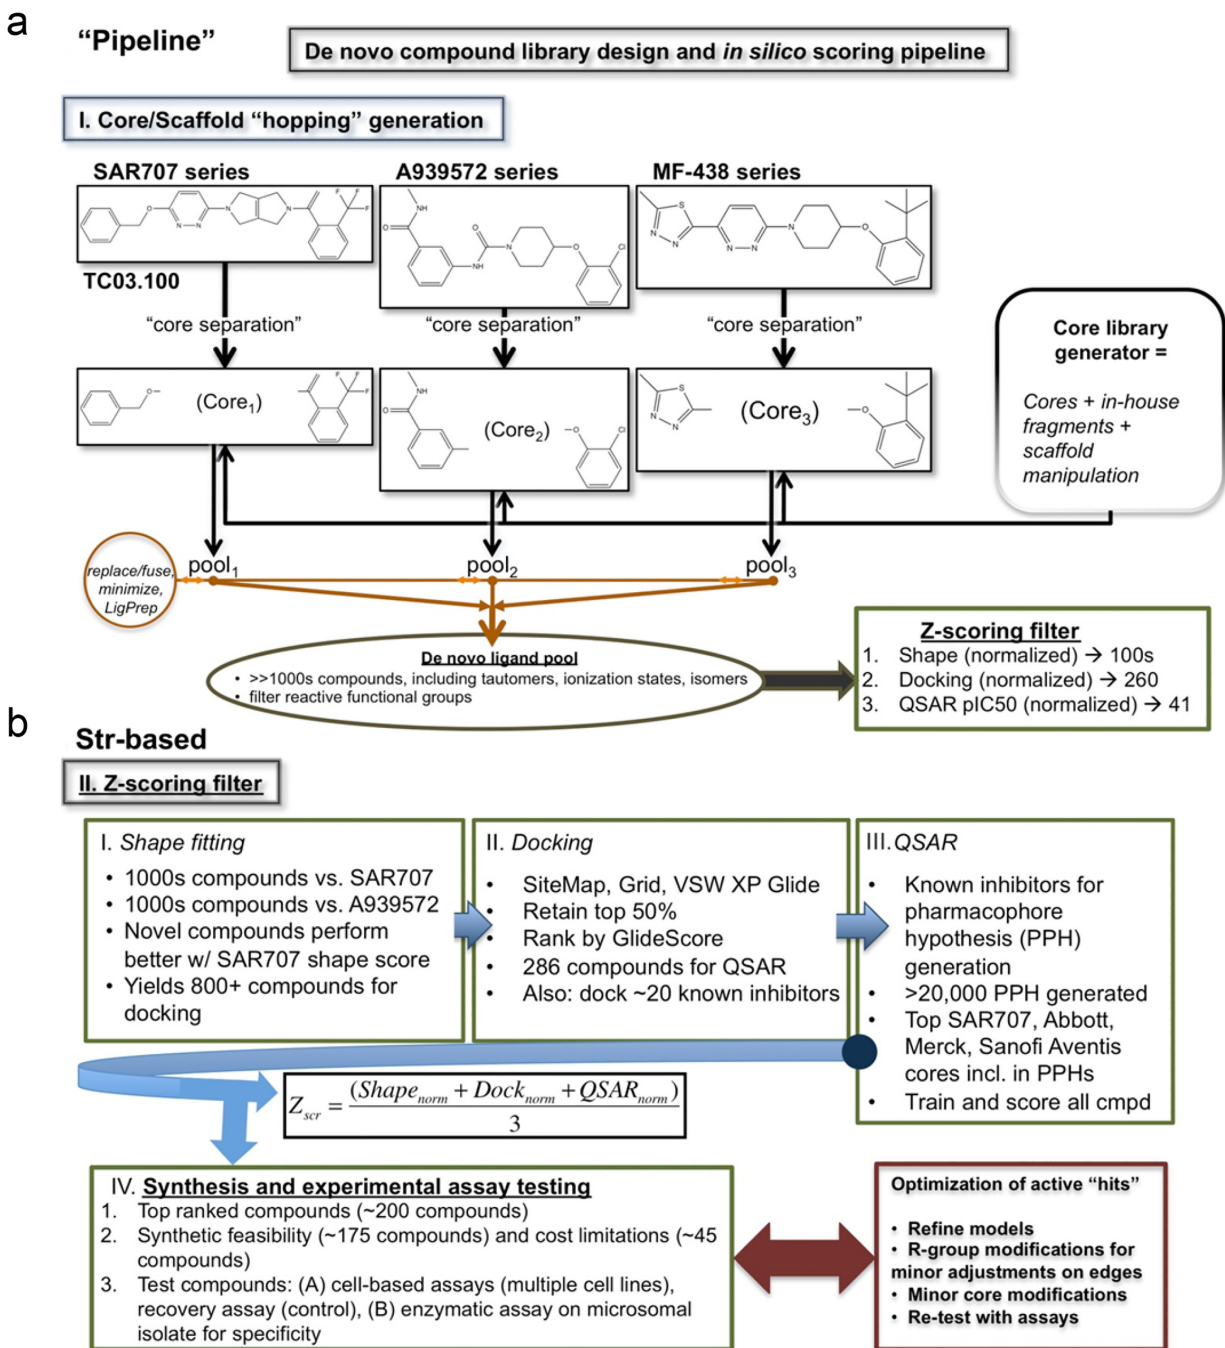 a
“Pipeline”
De novo compound library design and in silico scoring pipeline
I. Core/Scaffold “hopping” generation
SAR707 series
A939572 series
MF-438 series
TC03.100
“core separation”
“core separation”
“core separation”
(Core1)
(Core2)
(Core3)
Core library
generator =
Cores + in-house
fragments +
scaffold
manipulation
replace/fuse,
minimize,
LigPrep
pool1
pool2
pool3
De novo ligand pool
• >>1000s compounds, including tautomers, ionization states, isomers
• filter reactive functional groups
Z-scoring filter
1. Shape (normalized) → 100s
2. Docking (normalized) → 260
3. QSAR pIC50 (normalized) → 41
b
Str-based
II. Z-scoring filter
I. Shape fitting
• 1000s compounds vs. SAR707
• 1000s compounds vs. A939572
• Novel compounds perform
better w/ SAR707 shape score
• Yields 800+ compounds for
docking
II. Docking
• SiteMap, Grid, VSW XP Glide
• Retain top 50%
• Rank by GlideScore
• 286 compounds for QSAR
• Also: dock ~20 known inhibitors
III. QSAR
• Known inhibitors for
pharmacophore
hypothesis (PPH)
generation
• >20,000 PPH generated
• Top SAR707, Abbott,
Merck, Sanofi Aventis
cores incl. in PPHs
• Train and score all cmpd
Zscr = (Shapenorm + Docknorm + QSARnorm)
3
IV. Synthesis and experimental assay testing
1. Top ranked compounds (~200 compounds)
2. Synthetic feasibility (~175 compounds) and cost limitations (~45
compounds)
3. Test compounds: (A) cell-based assays (multiple cell lines),
recovery assay (control), (B) enzymatic assay on microsomal
isolate for specificity
Optimization of active “hits”
• Refine models
• R-group modifications for
minor adjustments on edges
• Minor core modifications
• Re-test with assays